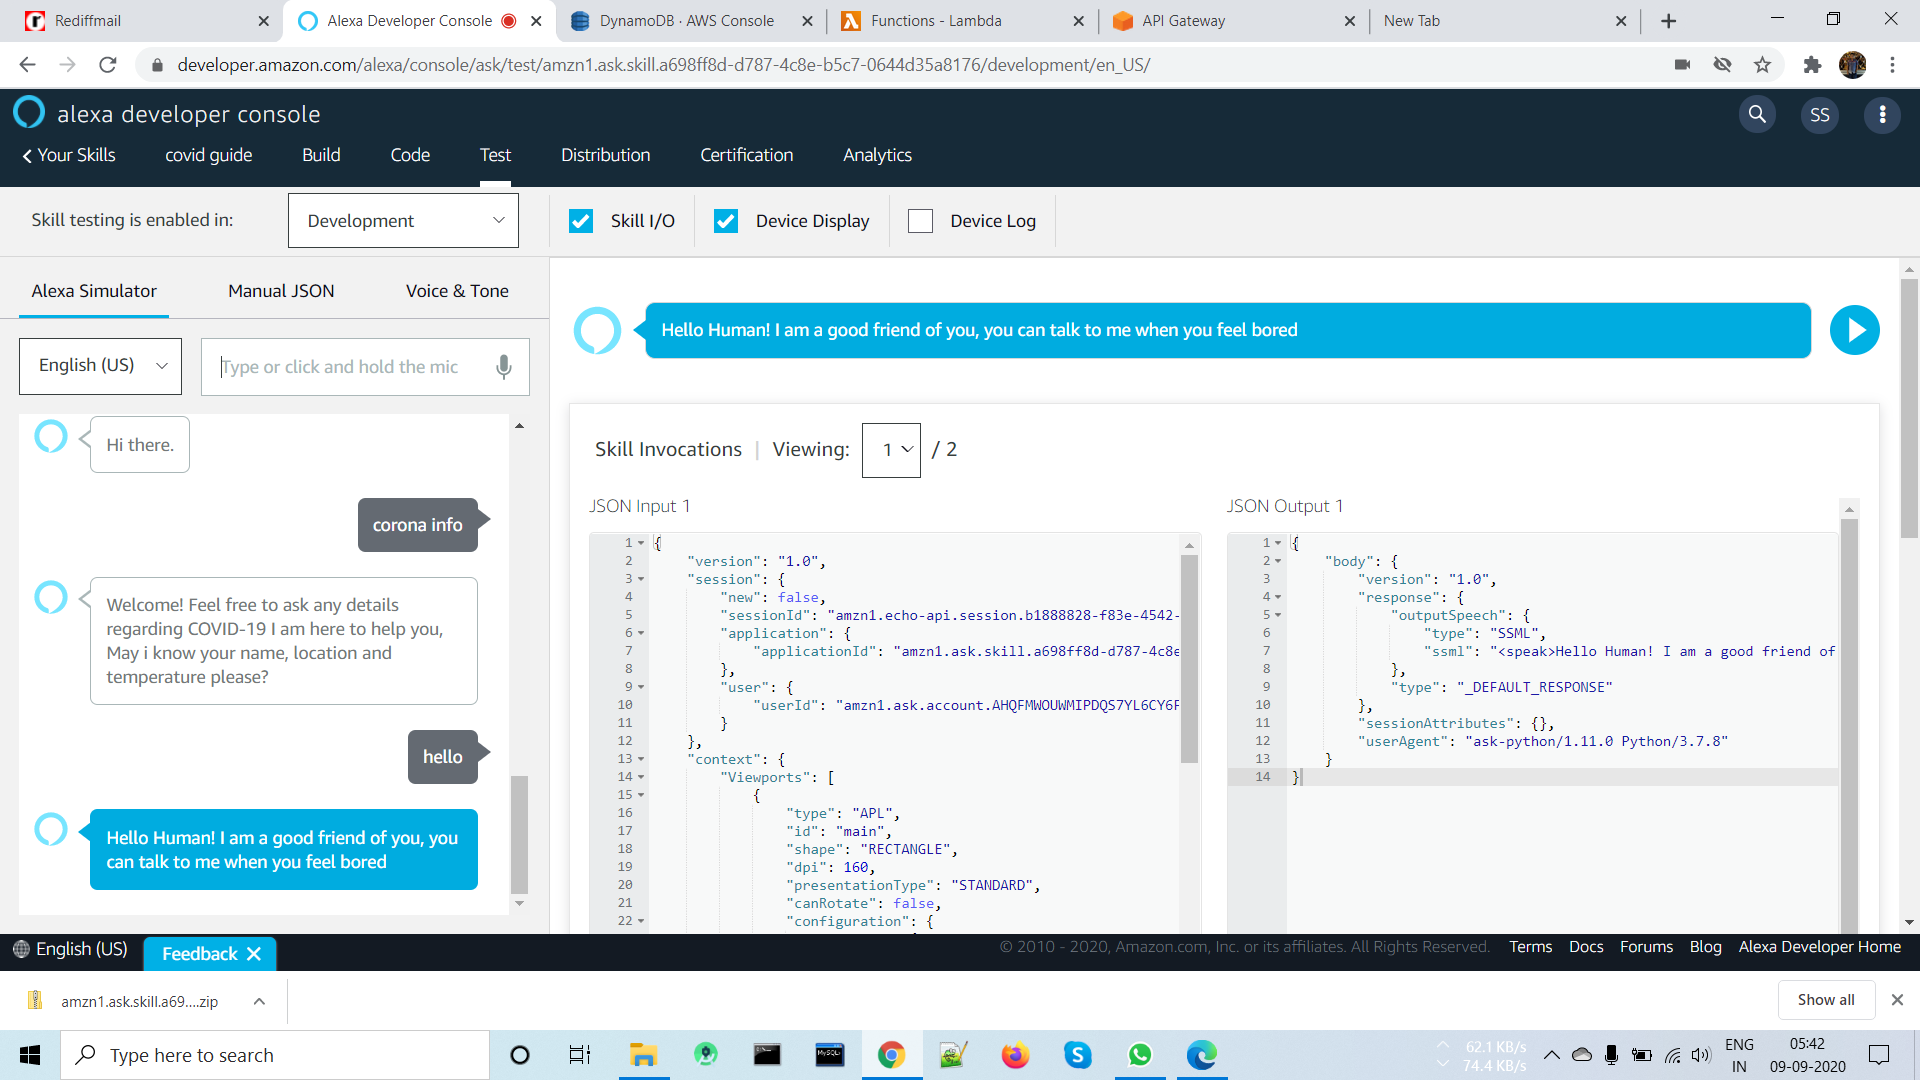 Rediffmail
Alexa Developer Console
DynamoDB · AWS Console
Functions - Lambda
API Gateway
New Tab
developer.amazon.com/alexa/console/ask/test/amzn1.ask.skill.a698ff8d-d787-4c8e-b5c7-0644d35a8176/development/en_US/
alexa developer console
SS
Your Skills
covid guide
Build
Code
Test
Distribution
Certification
Analytics
Skill testing is enabled in:
Development
Skill I/O
Device Display
Device Log
Alexa Simulator
Manual JSON
Voice & Tone
English (US)
Type or click and hold the mic
Hi there.
corona info
Welcome! Feel free to ask any details
regarding COVID-19 I am here to help you,
May i know your name, location and
temperature please?
hello
Hello Human! I am a good friend of you, you
can talk to me when you feel bored
Hello Human! I am a good friend of you, you can talk to me when you feel bored
Skill Invocations | Viewing: 1 / 2
JSON Input 1
1 {
2 "version": "1.0",
3 "session": {
4 "new": false,
5 "sessionId": "amzn1.echo-api.session.b1888828-f83e-4542-
6 "application": {
7 "applicationId": "amzn1.ask.skill.a698ff8d-d787-4c8e
8 },
9 "user": {
10 "userId": "amzn1.ask.account.AHQFMWOUWMIPDQS7YL6CY6F
11 }
12 },
13 "context": {
14 "Viewports": [
15 {
16 "type": "APL",
17 "id": "main",
18 "shape": "RECTANGLE",
19 "dpi": 160,
20 "presentationType": "STANDARD",
21 "canRotate": false,
22 "configuration": {
JSON Output 1
1 {
2 "body": {
3 "version": "1.0",
4 "response": {
5 "outputSpeech": {
6 "type": "SSML",
7 "ssml": "<speak>Hello Human! I am a good friend of
8 },
9 "type": "_DEFAULT_RESPONSE"
10 },
11 "sessionAttributes": {},
12 "userAgent": "ask-python/1.11.0 Python/3.7.8"
13 }
14 }
English (US)
Feedback
© 2010 - 2020, Amazon.com, Inc. or its affiliates. All Rights Reserved.
Terms
Docs
Forums
Blog
Alexa Developer Home
amzn1.ask.skill.a69....zip
Show all
Type here to search
MySQL
62.1 KB/s
74.4 KB/s
ENG
IN
05:42
09-09-2020